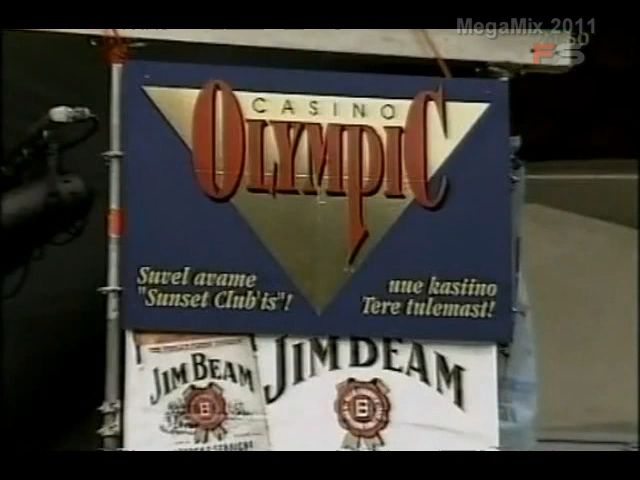 MegaMix 2011
CASINO
OLYMPIC
Suvel avame
"Sunset Club'is"!
uue kasiino
Tere tulemast!
JIM BEAM
B
JIM BEAM
B